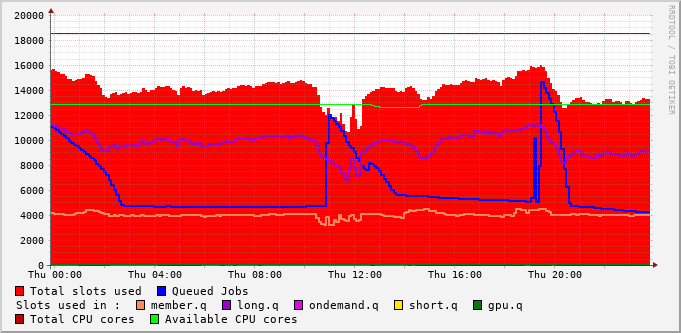 20000
18000
16000
14000
12000
10000
8000
6000
4000
2000
0
Thu 00:00 Thu 04:00 Thu 08:00 Thu 12:00 Thu 16:00 Thu 20:00
Total slots used Queued Jobs
Slots used in : member.q long.q ondemand.q short.q gpu.q
Total CPU cores Available CPU cores
RRDTOOL / TOBI OETIKER